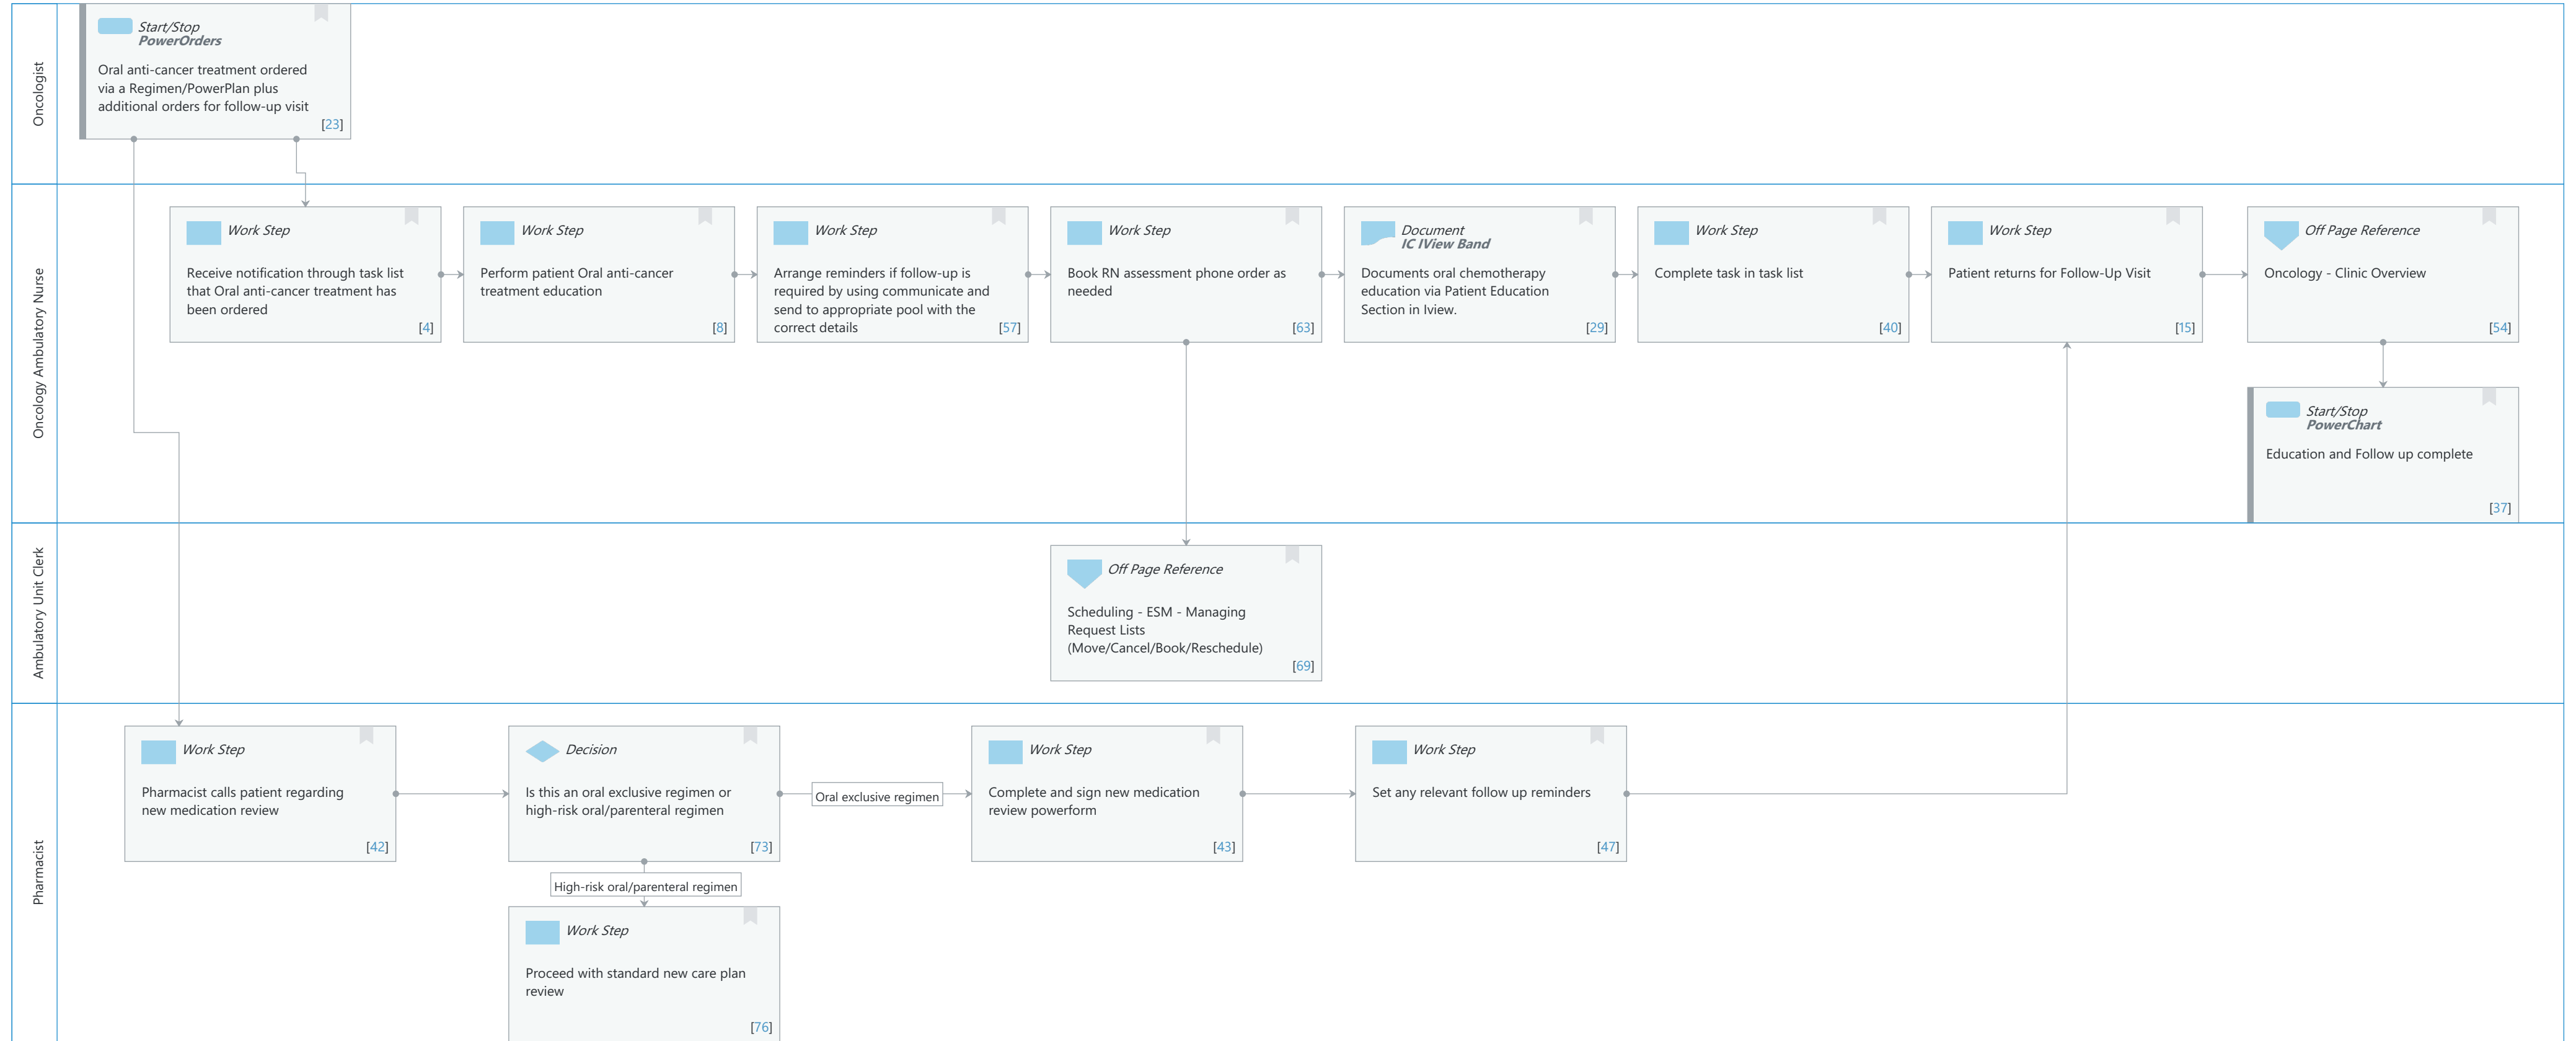 Oncologist
Start/Stop
PowerOrders
Oral anti-cancer treatment ordered
via a Regimen/PowerPlan plus
additional orders for follow-up visit
[23]
Oncology Ambulatory Nurse
Work Step
Receive notification through task list
that Oral anti-cancer treatment has
been ordered
[4]
Work Step
Perform patient Oral anti-cancer
treatment education
[8]
Work Step
Arrange reminders if follow-up is
required by using communicate and
send to appropriate pool with the
correct details
[57]
Work Step
Book RN assessment phone order as
needed
[63]
Document
IC IView Band
Documents oral chemotherapy
education via Patient Education
Section in Iview.
[29]
Work Step
Complete task in task list
[40]
Work Step
Patient returns for Follow-Up Visit
[15]
Off Page Reference
Oncology - Clinic Overview
[54]
Start/Stop
PowerChart
Education and Follow up complete
[37]
Ambulatory Unit Clerk
Off Page Reference
Scheduling - ESM - Managing
Request Lists
(Move/Cancel/Book/Reschedule)
[69]
Pharmacist
Work Step
Pharmacist calls patient regarding
new medication review
[42]
Decision
Is this an oral exclusive regimen or
high-risk oral/parenteral regimen
[73]
Oral exclusive regimen
Work Step
Complete and sign new medication
review powerform
[43]
Work Step
Set any relevant follow up reminders
[47]
High-risk oral/parenteral regimen
Work Step
Proceed with standard new care plan
review
[76]